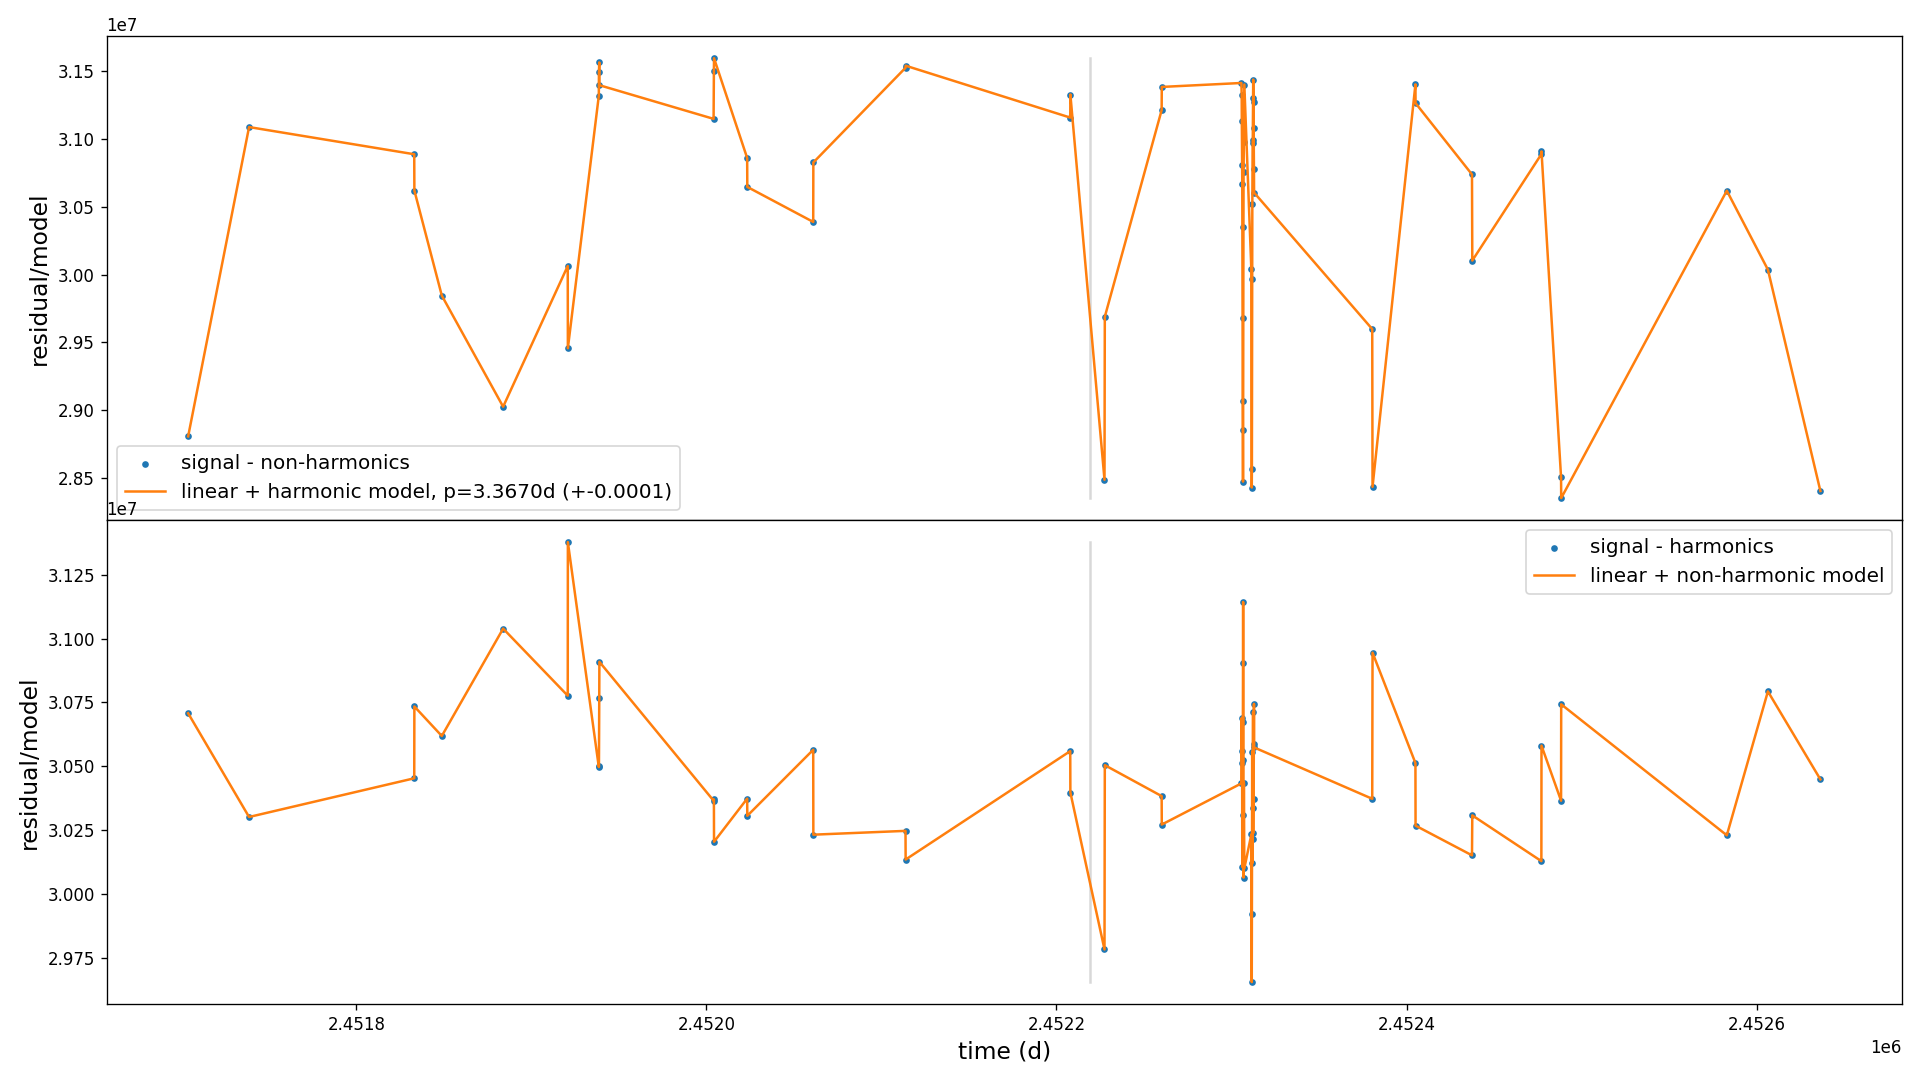 1e7
3.15
3.10
3.05
3.00
2.95
2.90
2.85
residual/model
signal - non-harmonics
linear + harmonic model, p=3.3670d (+-0.0001)
1e7
3.125
3.100
3.075
3.050
3.025
3.000
2.975
residual/model
signal - harmonics
linear + non-harmonic model
2.4518
2.4520
2.4522
2.4524
2.4526
time (d)
1e6